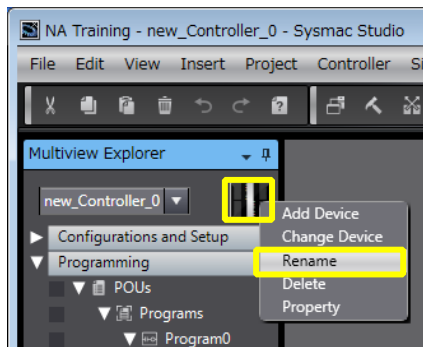 NA Training - new_Controller_0 - Sysmac Studio
File Edit View Insert Project Controller
Multiview Explorer
new_Controller_0
Add Device
Configurations and Setup
Change Device
Programming
Rename
POUs
Delete
Programs
Property
Program0